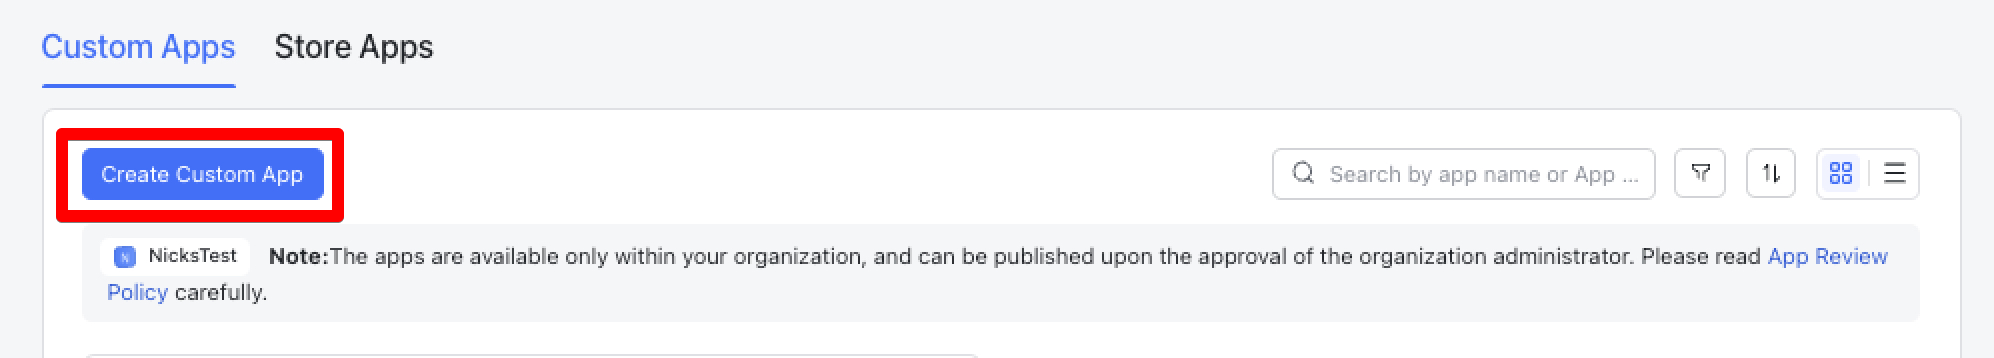 Custom Apps Store Apps
Create Custom App Search by app name or App ...
N NicksTest Note:The apps are available only within your organization, and can be published upon the approval of the organization administrator. Please read App Review
Policy carefully.